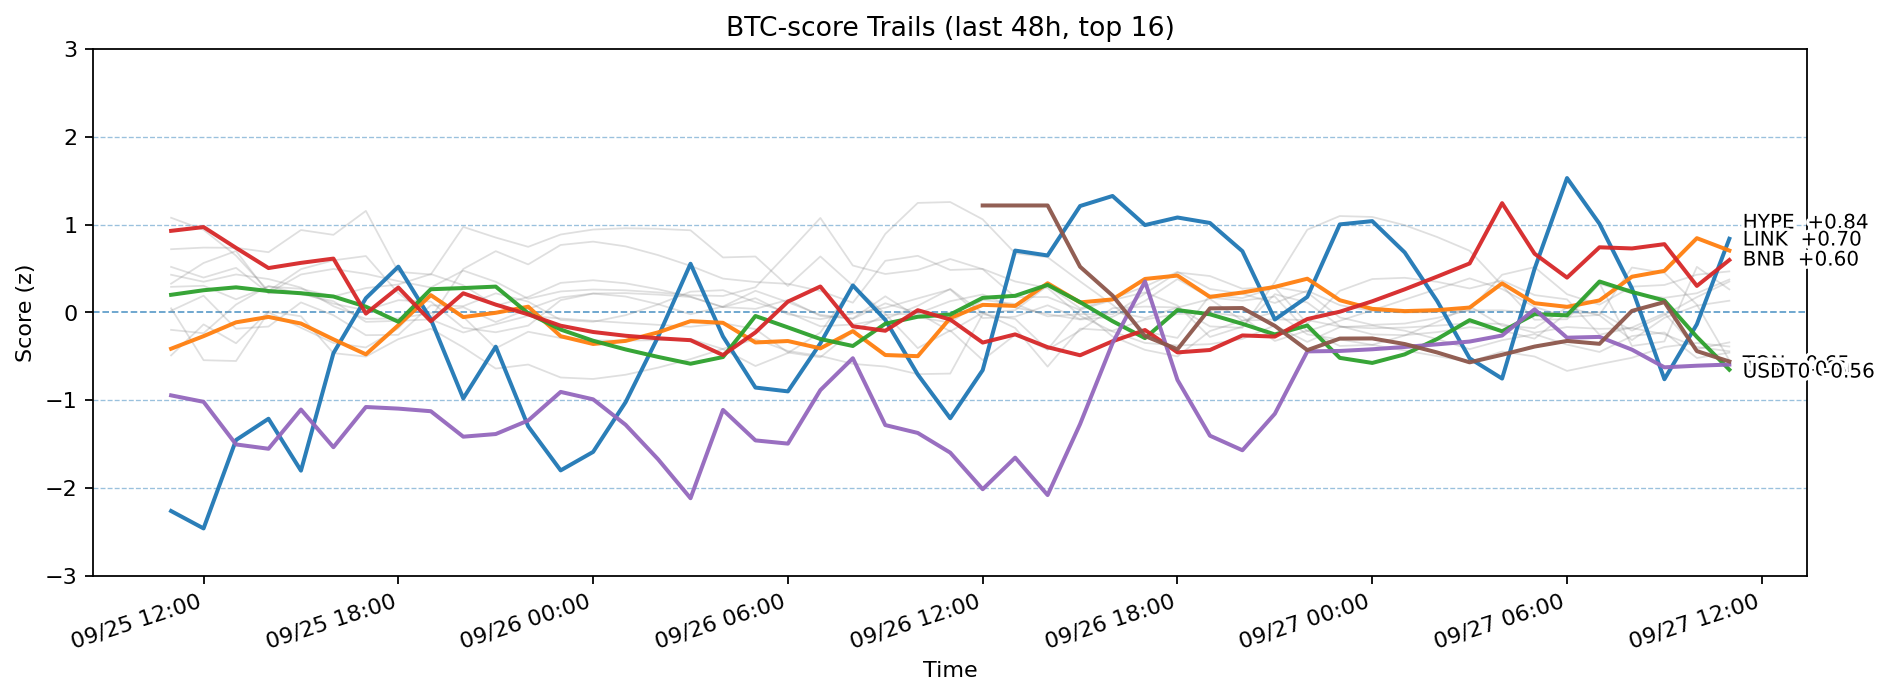 BTC-score Trails (last 48h, top 16)
Score (z)
3
2
1
0
−1
−2
−3
HYPE +0.84
LINK +0.70
BNB +0.60
USDT0 -0.56
09/25 12:00
09/25 18:00
09/26 00:00
09/26 06:00
09/26 12:00
09/26 18:00
09/27 00:00
09/27 06:00
09/27 12:00
Time